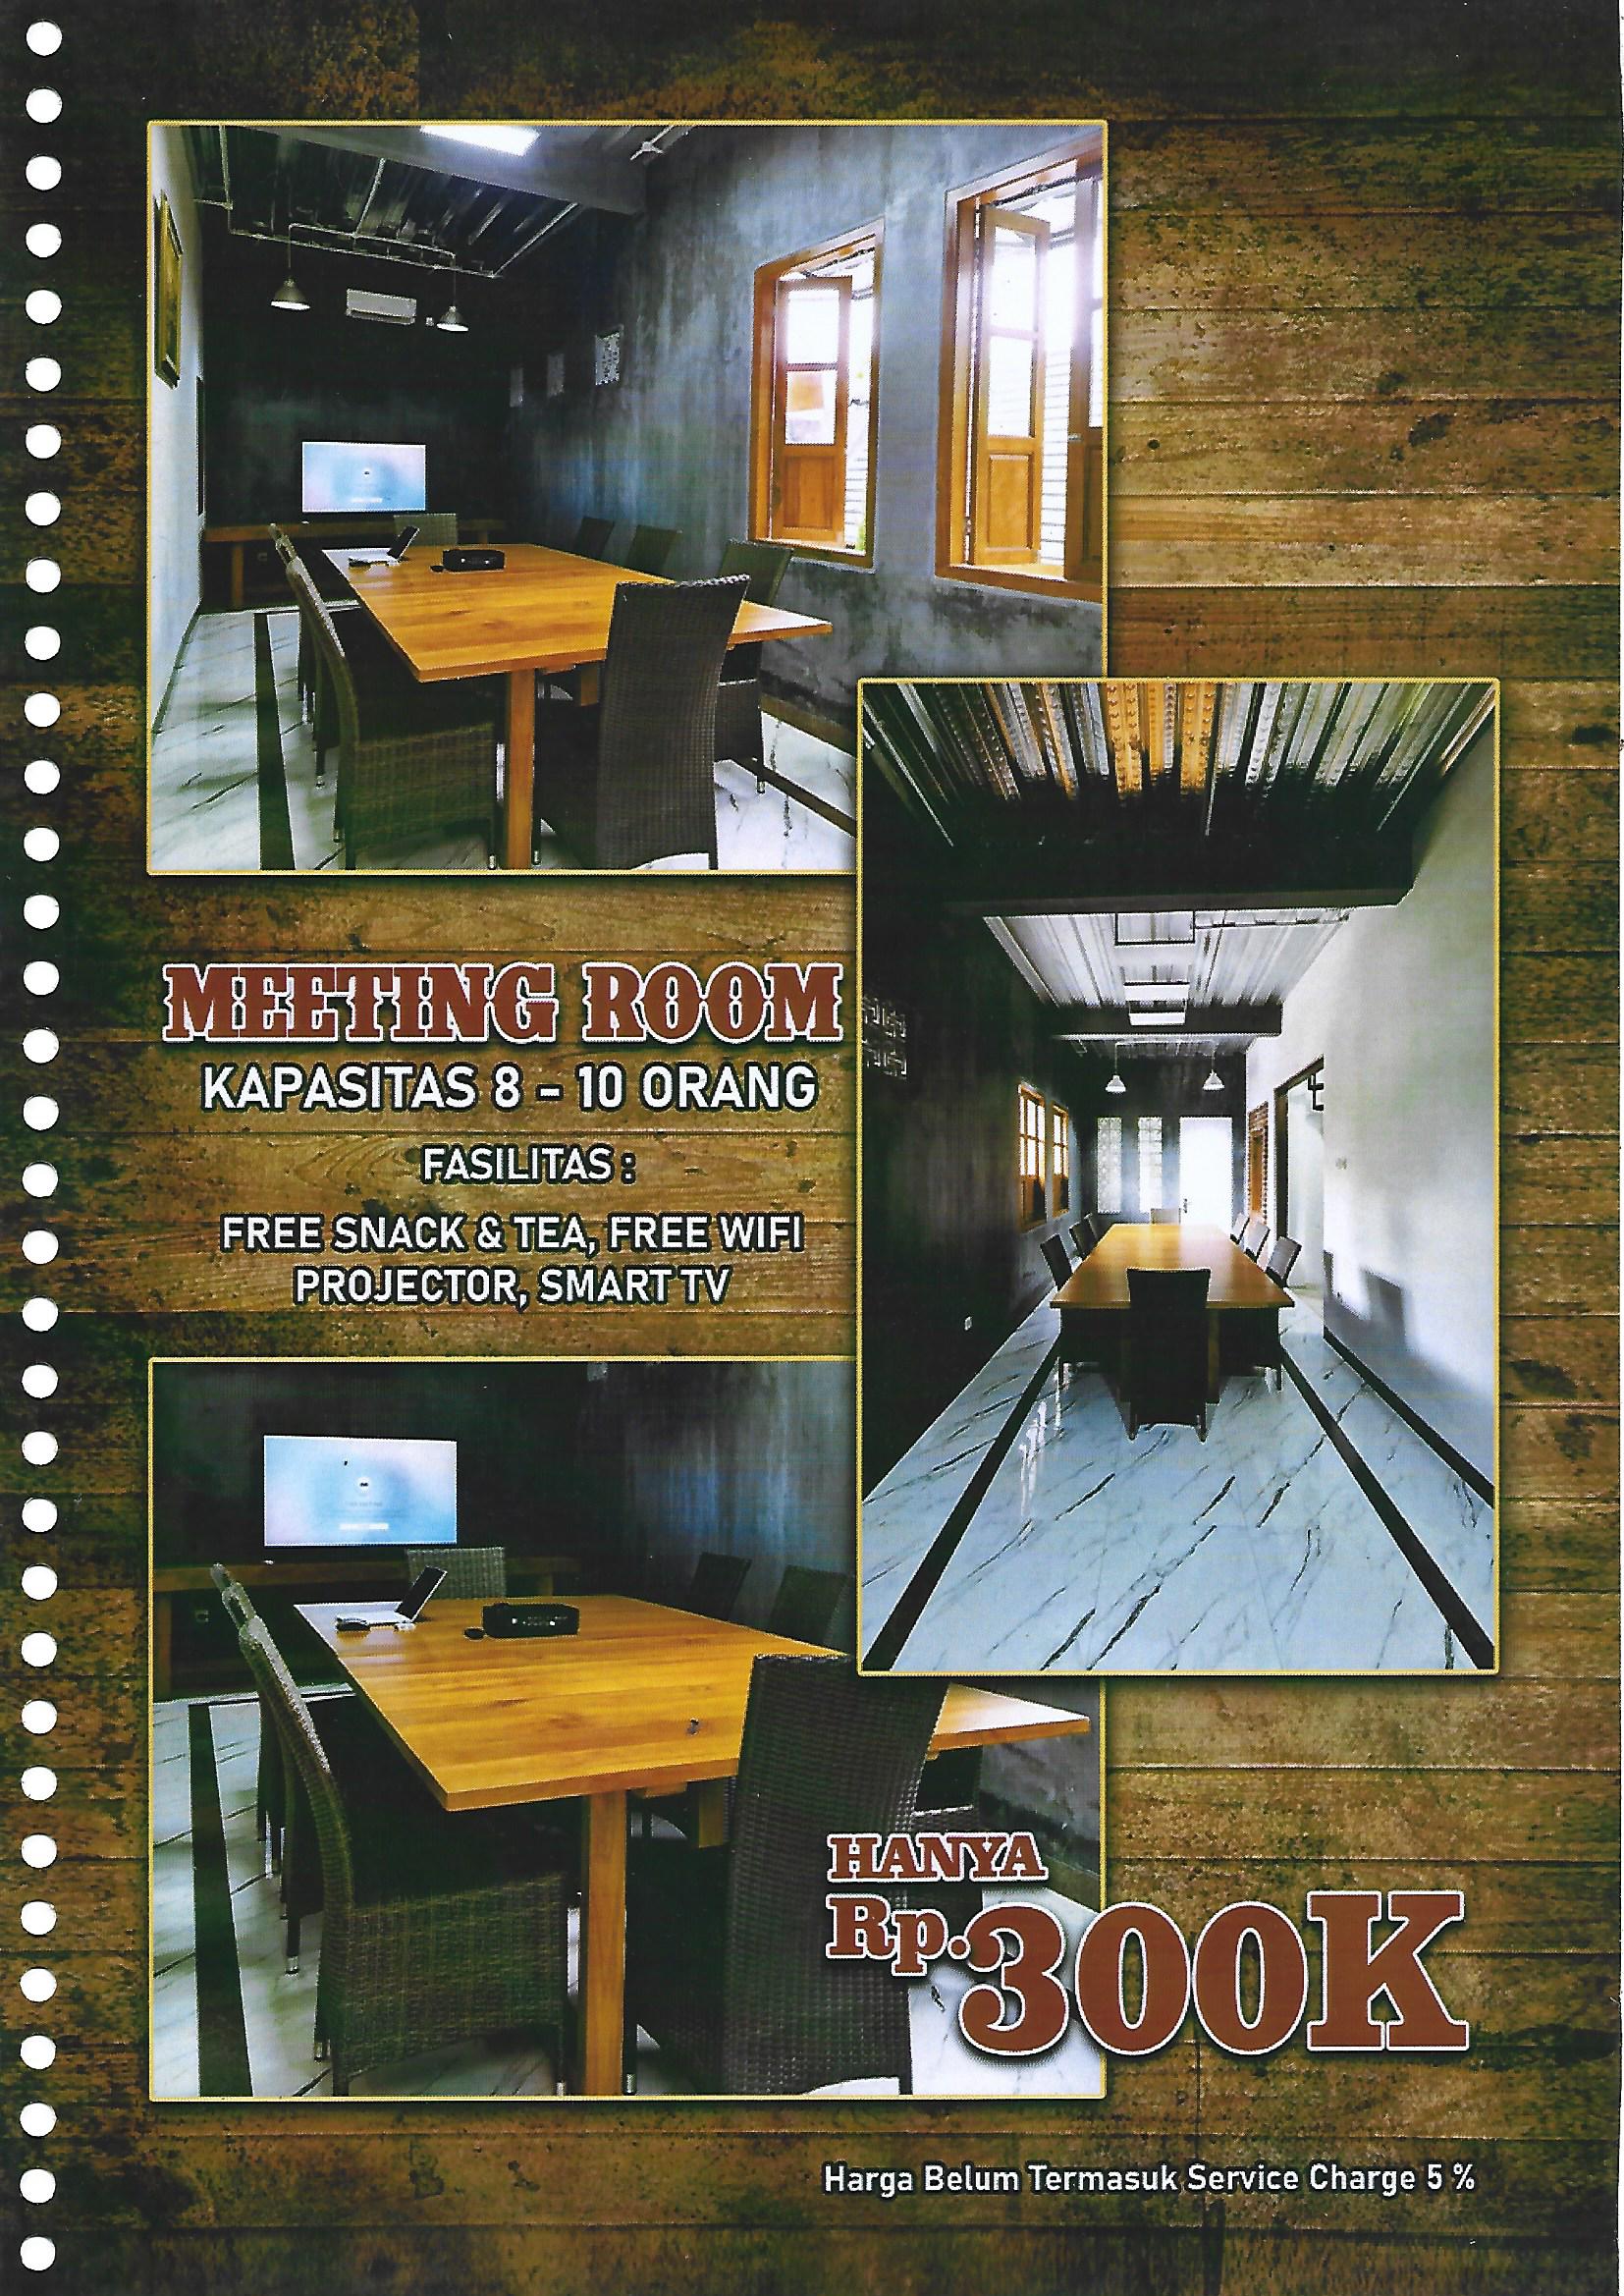 MEETING ROOM
KAPASITAS 8 - 10 ORANG
FASILITAS :
FREE SNACK & TEA, FREE WIFI
PROJECTOR, SMART TV
HANYA
Rp.300K
Harga Belum Termasuk Service Charge 5 %